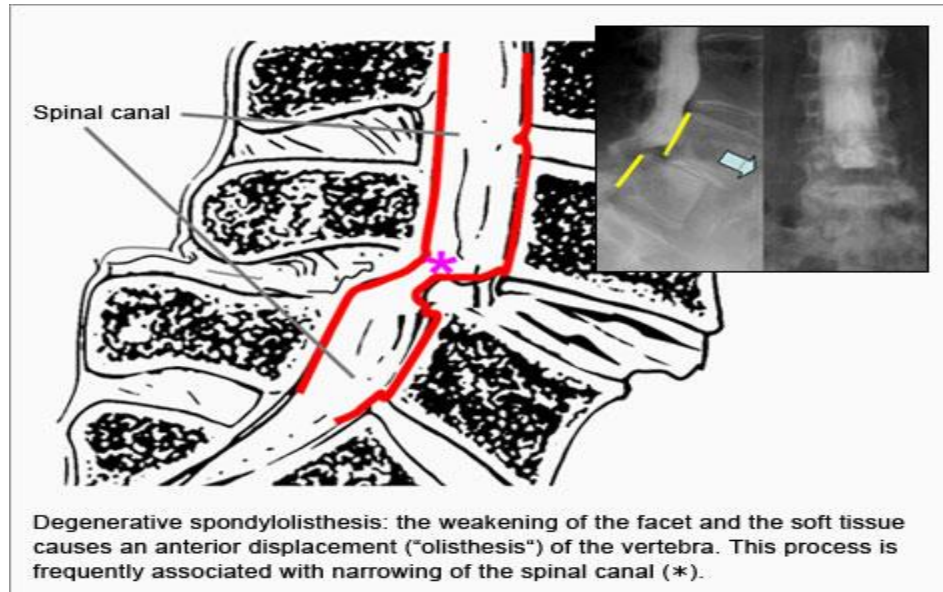 Spinal canal
*
Degenerative spondylolisthesis: the weakening of the facet and the soft tissue
causes an anterior displacement ("olisthesis") of the vertebra. This process is
frequently associated with narrowing of the spinal canal (*).